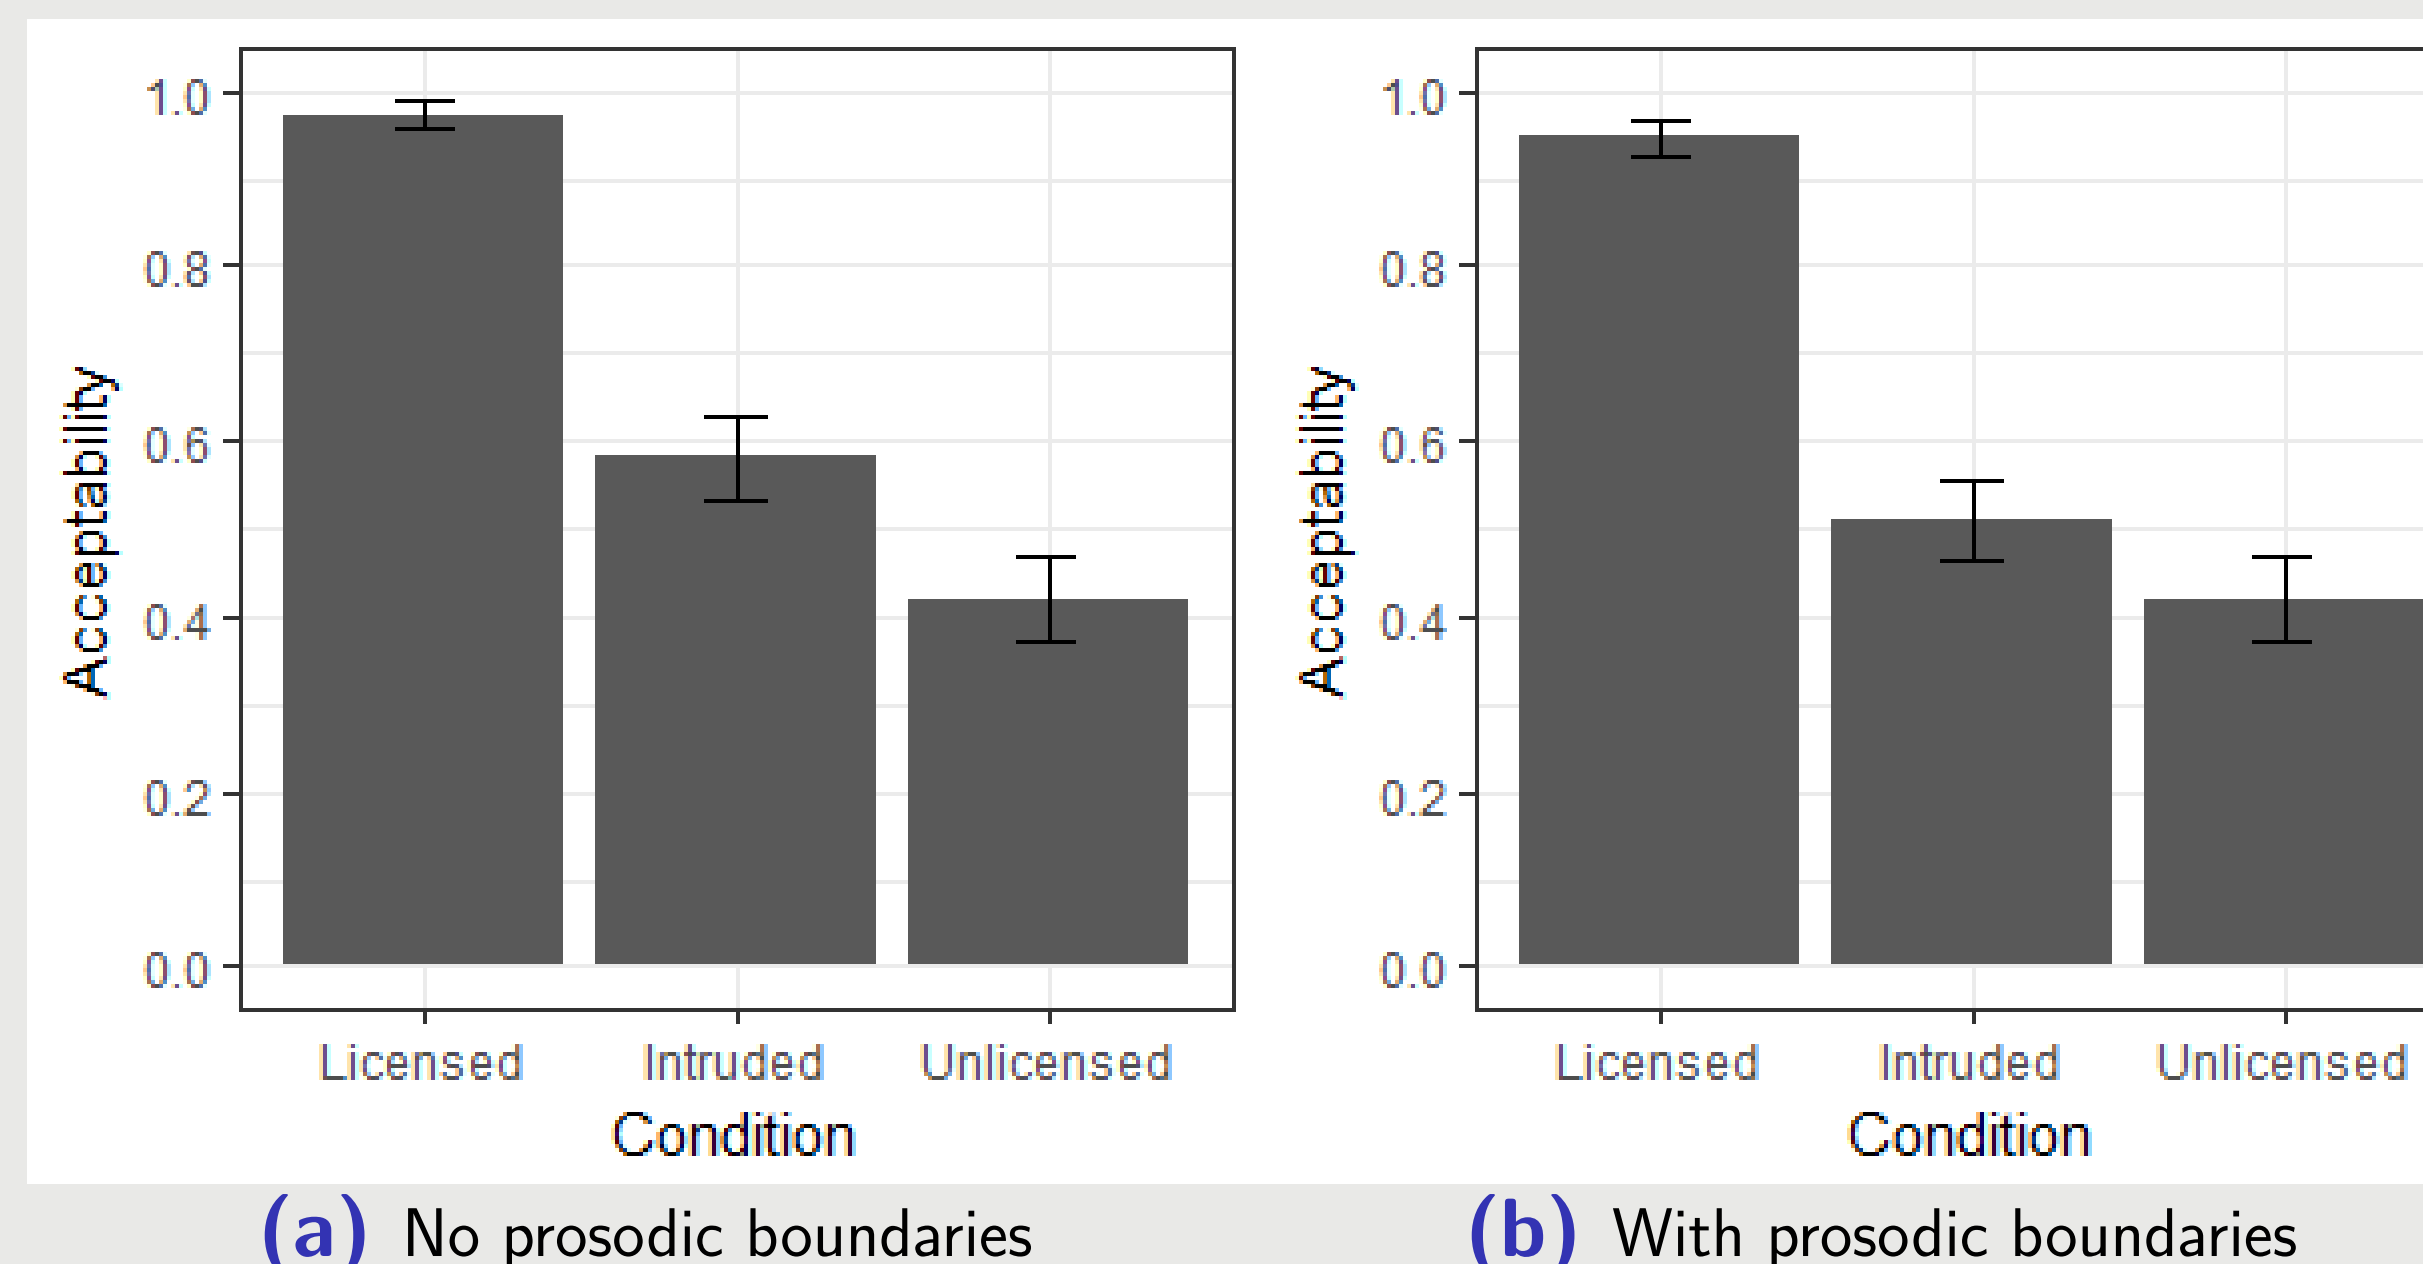 Acceptability
1.0
0.8
0.6
0.4
0.2
0.0
Licensed Intruded Unlicensed
Condition
(a) No prosodic boundaries
Acceptability
1.0
0.8
0.6
0.4
0.2
0.0
Licensed Intruded Unlicensed
Condition
(b) With prosodic boundaries